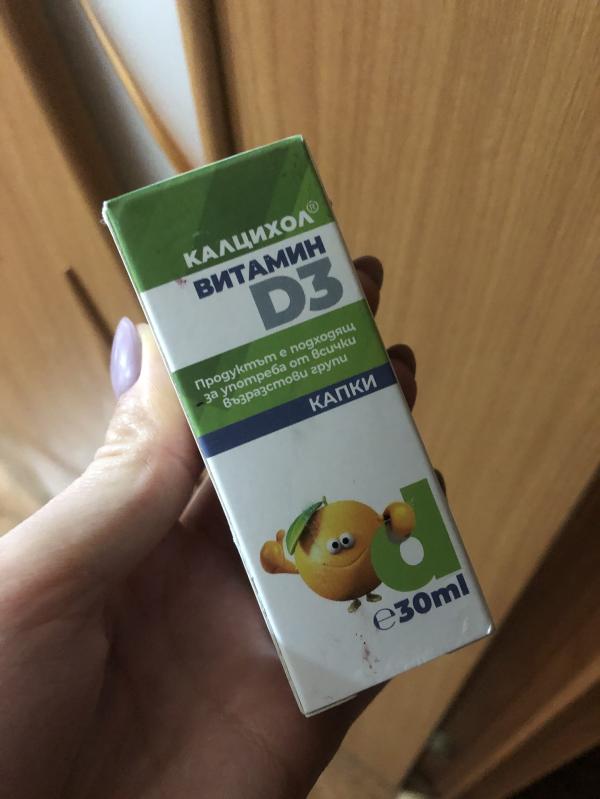 КАЛЦИХОЛ®
ВИТАМИН
D3
Продуктът е подходящ
за употреба от всички
възрастови групи
КАПКИ
d
℮30ml